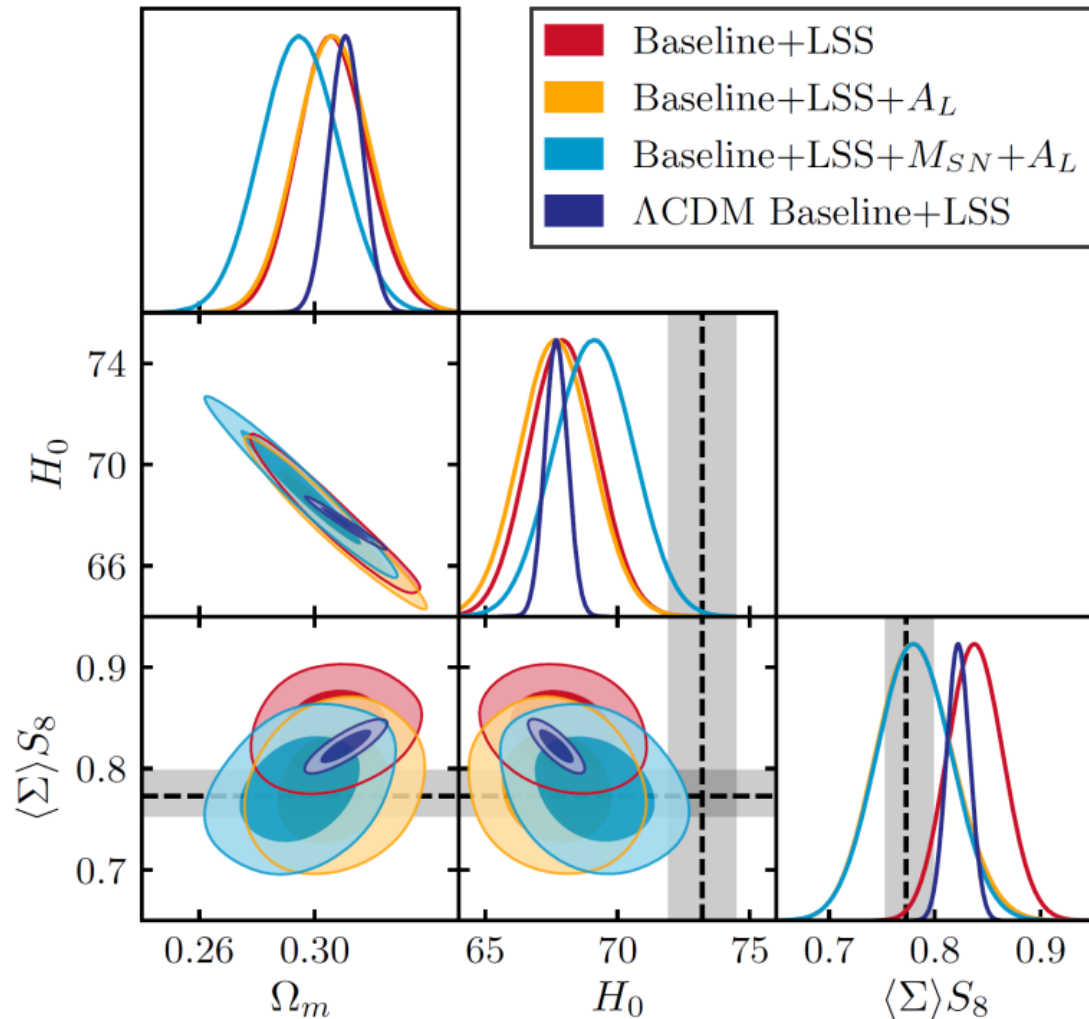 Baseline+LSS
Baseline+LSS+$A_L$
Baseline+LSS+$M_{SN}$+$A_L$
ΛCDM Baseline+LSS
74
70
66
$H_0$
0.9
0.8
0.7
⟨Σ⟩$S_8$
0.26 0.30 65 70 75 0.7 0.8 0.9
$Ω_m$ $H_0$ ⟨Σ⟩$S_8$